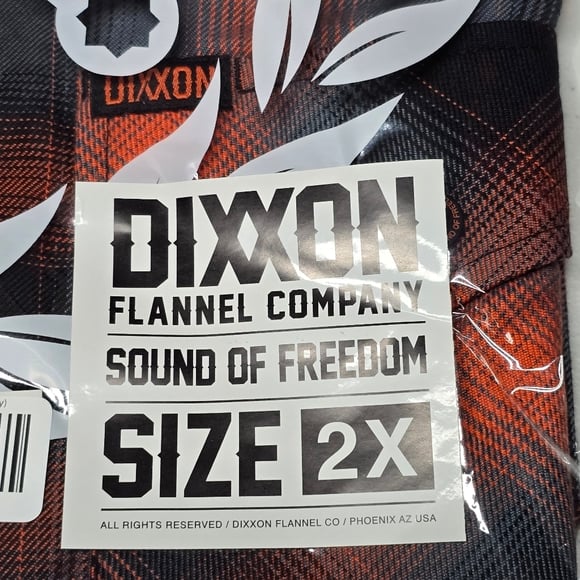 DIXXON
DIXXON
FLANNEL COMPANY
SOUND OF FREEDOM
SIZE 2X
ALL RIGHTS RESERVED / DIXXON FLANNEL CO / PHOENIX AZ USA